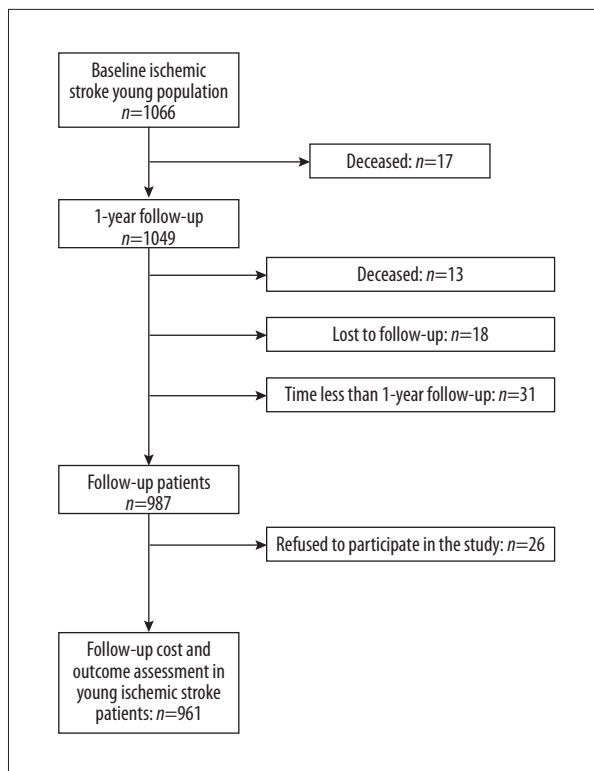 Baseline ischemic
stroke young population
n=1066
Deceased: n=17
1-year follow-up
n=1049
Deceased: n=13
Lost to follow-up: n=18
Time less than 1-year follow-up: n=31
Follow-up patients
n=987
Refused to participate in the study: n=26
Follow-up cost and
outcome assessment in
young ischemic stroke
patients: n=961